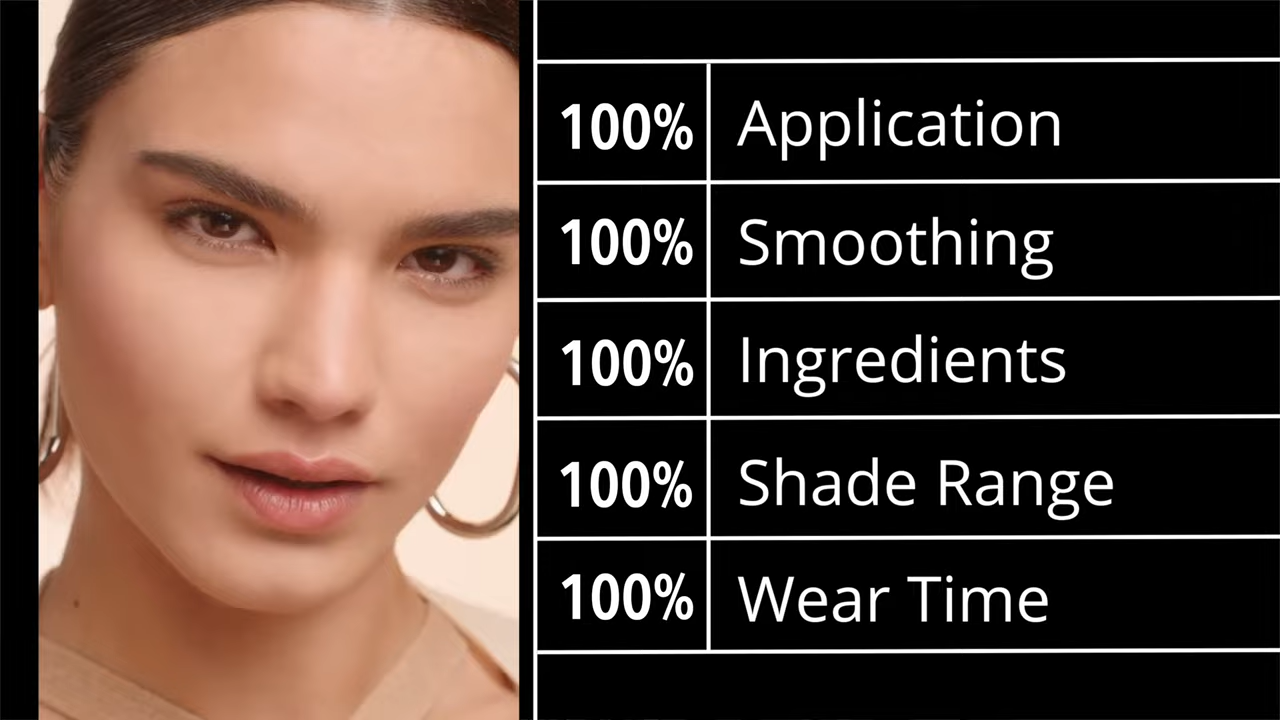 100% Application
100% Smoothing
100% Ingredients
100% Shade Range
100% Wear Time